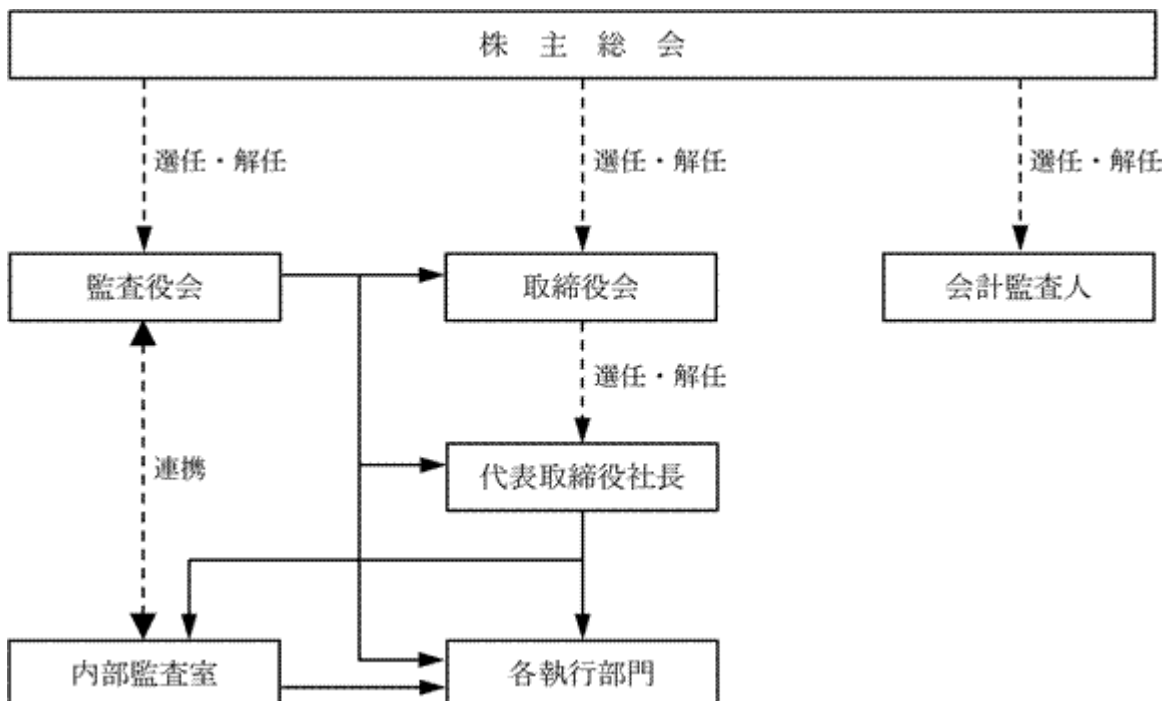 株主総会
選任・解任
選任・解任
選任・解任
監査役会
取締役会
会計監査人
選任・解任
代表取締役社長
連携
内部監査室
各執行部門